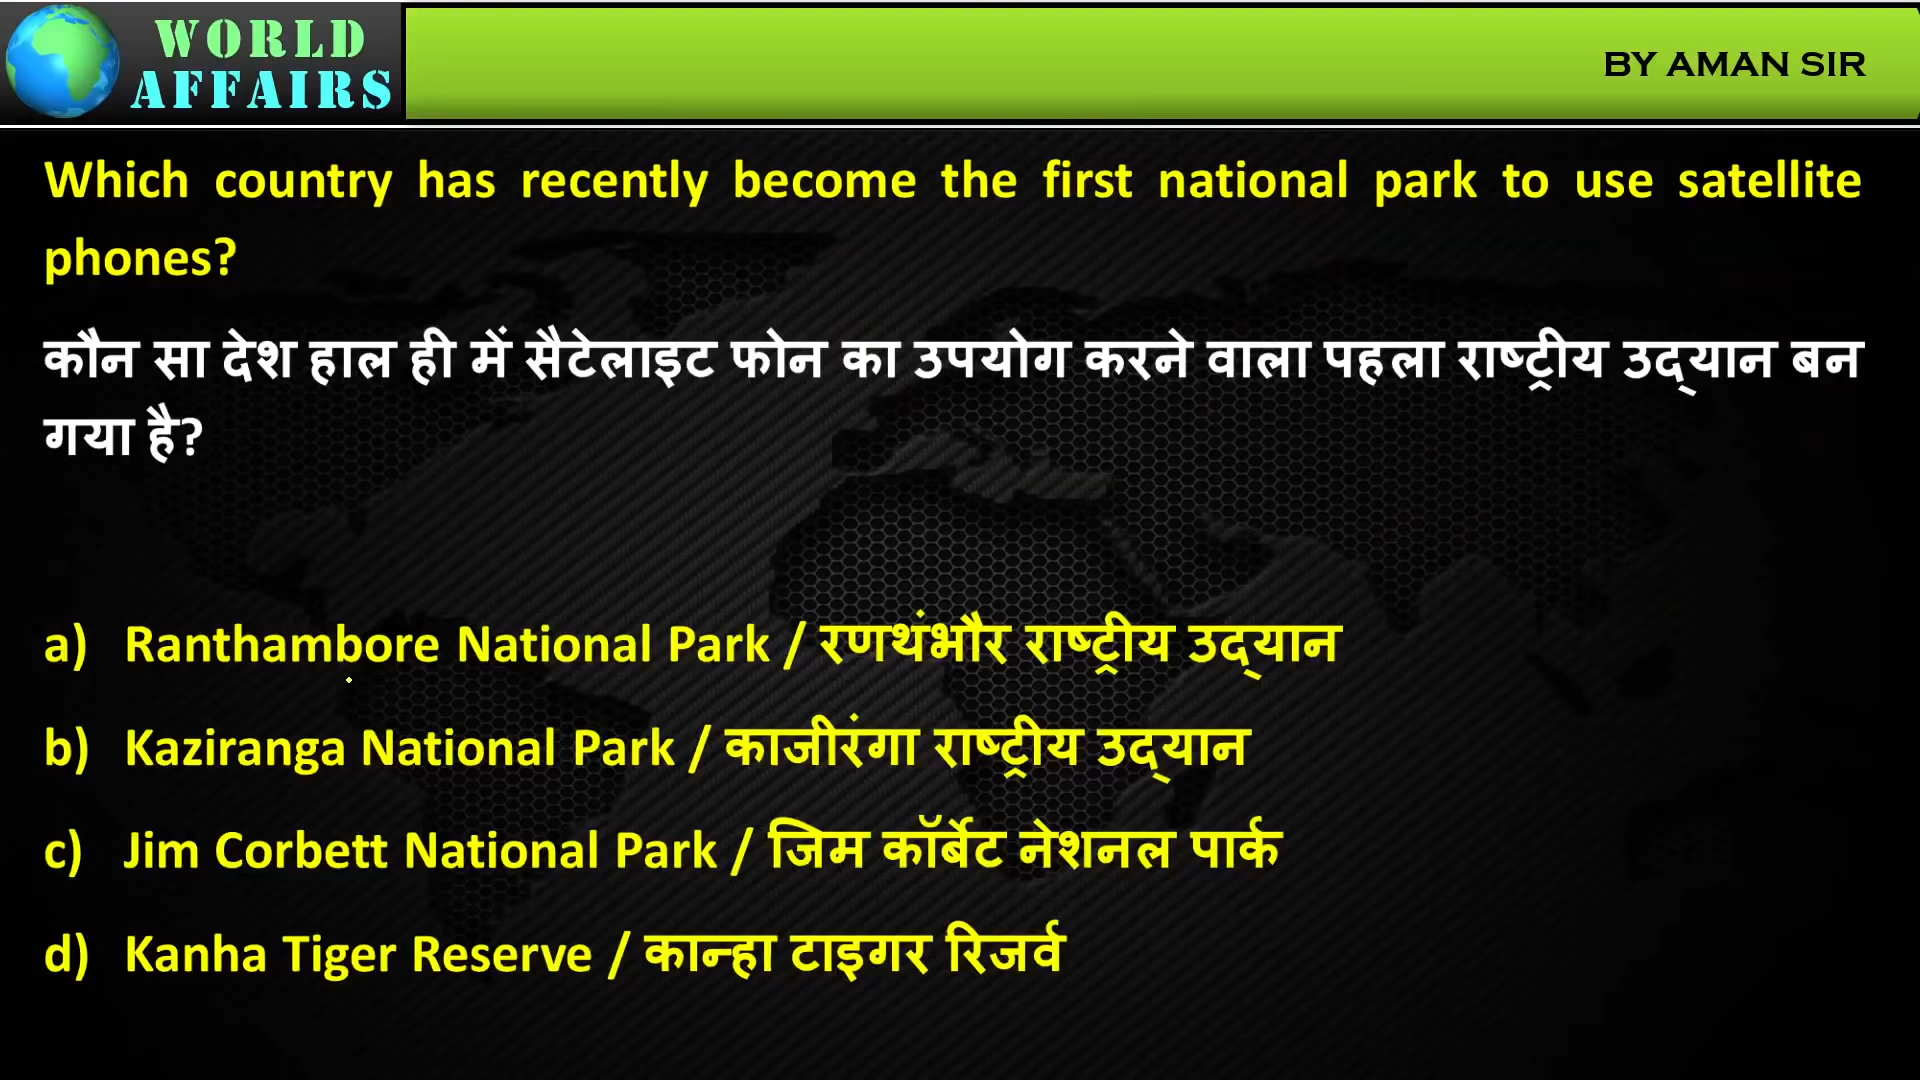 WORLD
AFFAIRS
BY AMAN SIR
Which country has recently become the first national park to use satellite
phones?
कौन सा देश हाल ही में सैटेलाइट फोन का उपयोग करने वाला पहला राष्ट्रीय उद्यान बन
गया है?
a) Ranthambore National Park / रणथंभौर राष्ट्रीय उद्यान
b) Kaziranga National Park / काजीरंगा राष्ट्रीय उद्यान
c) Jim Corbett National Park / जिम कॉर्बेट नेशनल पार्क
d) Kanha Tiger Reserve / कान्हा टाइगर रिजर्व